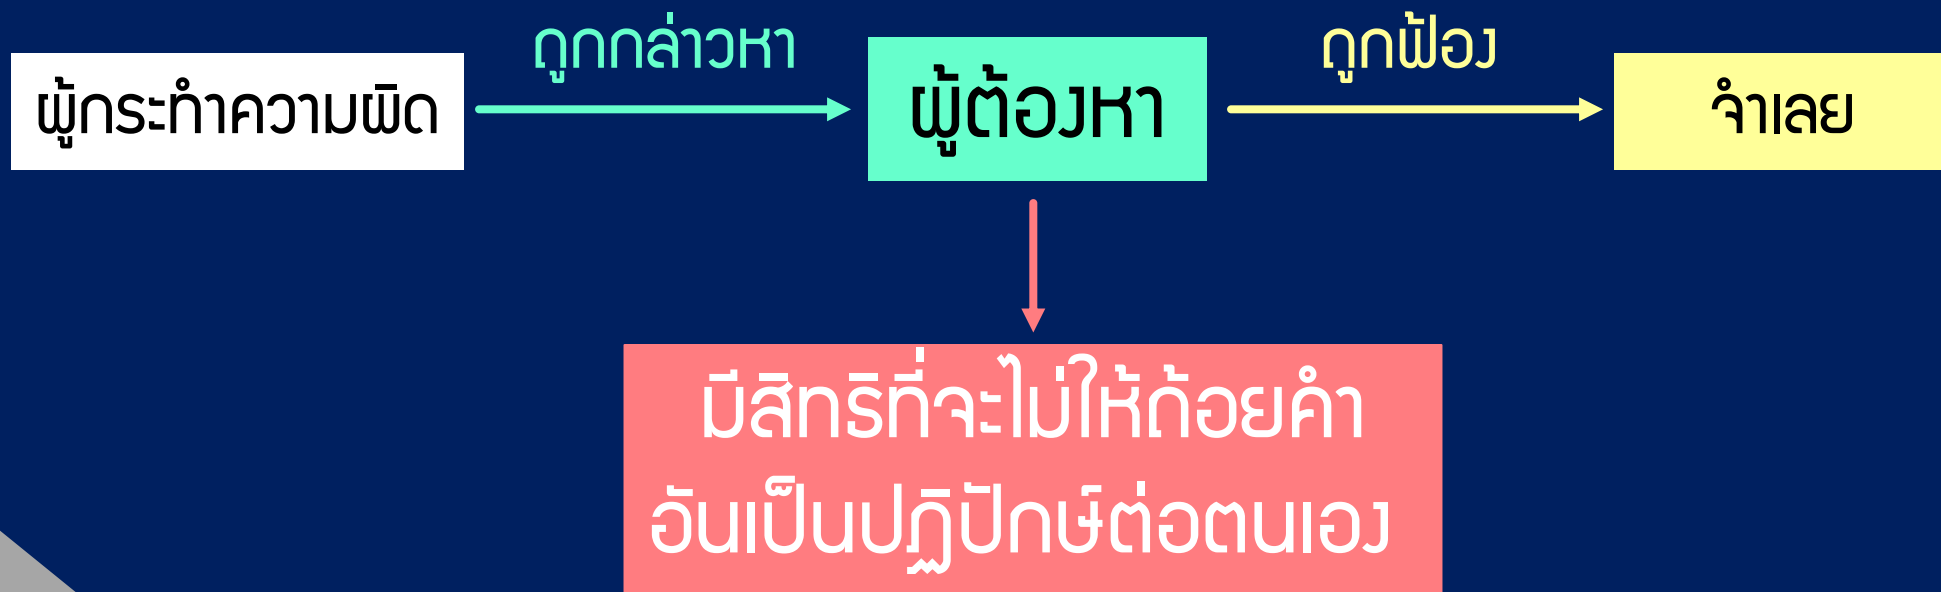 ถูกกล่าวหา
ถูกฟ้อง
ผู้กระทำความผิด
ผู้ต้องหา
จำเลย
มีสิทธิที่จะไม่ให้ถ้อยคำ
อันเป็นปฏิปักษ์ต่อตนเอง